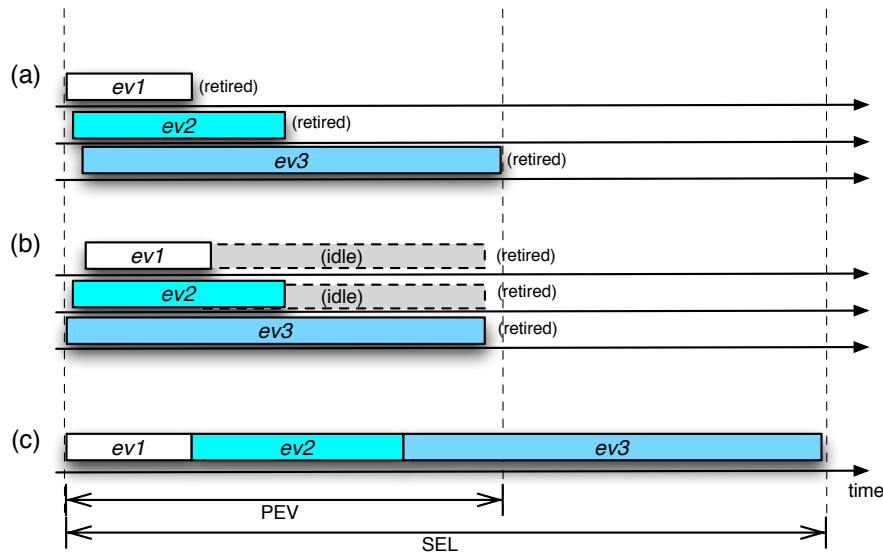 (a)
ev1 (retired)
ev2 (retired)
ev3 (retired)
(b)
ev1 (idle) (retired)
ev2 (idle) (retired)
ev3 (retired)
(c) ev1 ev2 ev3
time
PEV
SEL